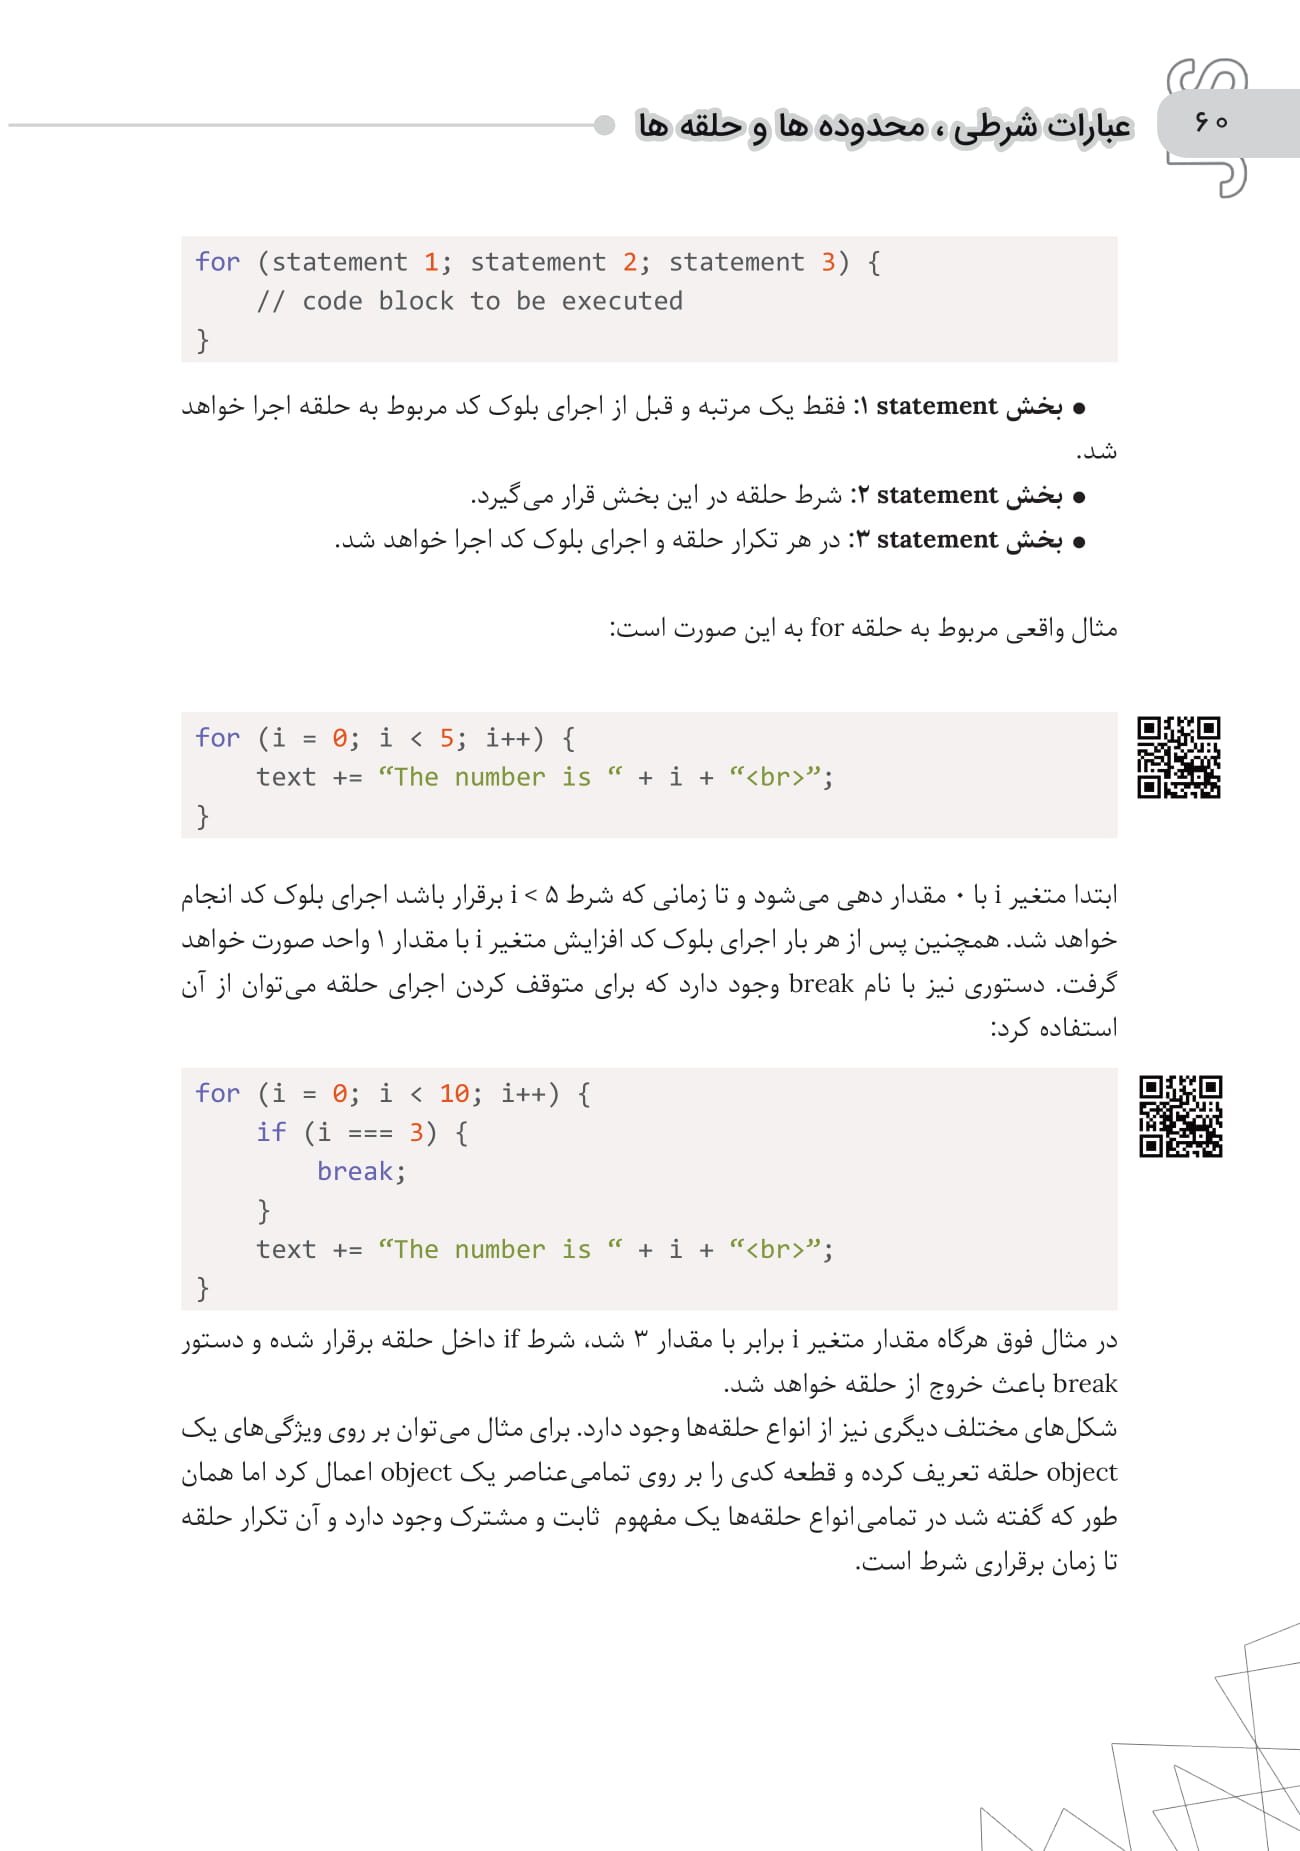 ۶۰
عبارات شرطی ، محدوده ها و حلقه ها
for (statement 1; statement 2; statement 3) {
    // code block to be executed
}
● بخش statement ۱: فقط یک مرتبه و قبل از اجرای بلوک کد مربوط به حلقه اجرا خواهد
شد.
● بخش statement ۲: شرط حلقه در این بخش قرار می‌گیرد.
● بخش statement ۳: در هر تکرار حلقه و اجرای بلوک کد اجرا خواهد شد.
مثال واقعی مربوط به حلقه for به این صورت است:
for (i = 0; i < 5; i++) {
    text += “The number is “ + i + “<br>”;
}
ابتدا متغیر i با ۰ مقدار دهی می‌شود و تا زمانی که شرط ۵ > i برقرار باشد اجرای بلوک کد انجام
خواهد شد. همچنین پس از هر بار اجرای بلوک کد افزایش متغیر i با مقدار ۱ واحد صورت خواهد
گرفت. دستوری نیز با نام break وجود دارد که برای متوقف کردن اجرای حلقه می‌توان از آن
استفاده کرد:
for (i = 0; i < 10; i++) {
    if (i === 3) {
        break;
    }
    text += “The number is “ + i + “<br>”;
}
در مثال فوق هرگاه مقدار متغیر i برابر با مقدار ۳ شد، شرط if داخل حلقه برقرار شده و دستور
break باعث خروج از حلقه خواهد شد.
شکل‌های مختلف دیگری نیز از انواع حلقه‌ها وجود دارد. برای مثال می‌توان بر روی ویژگی‌های یک
object حلقه تعریف کرده و قطعه کدی را بر روی تمامی‌عناصر یک object اعمال کرد اما همان
طور که گفته شد در تمامی‌انواع حلقه‌ها یک مفهوم ثابت و مشترک وجود دارد و آن تکرار حلقه
تا زمان برقراری شرط است.